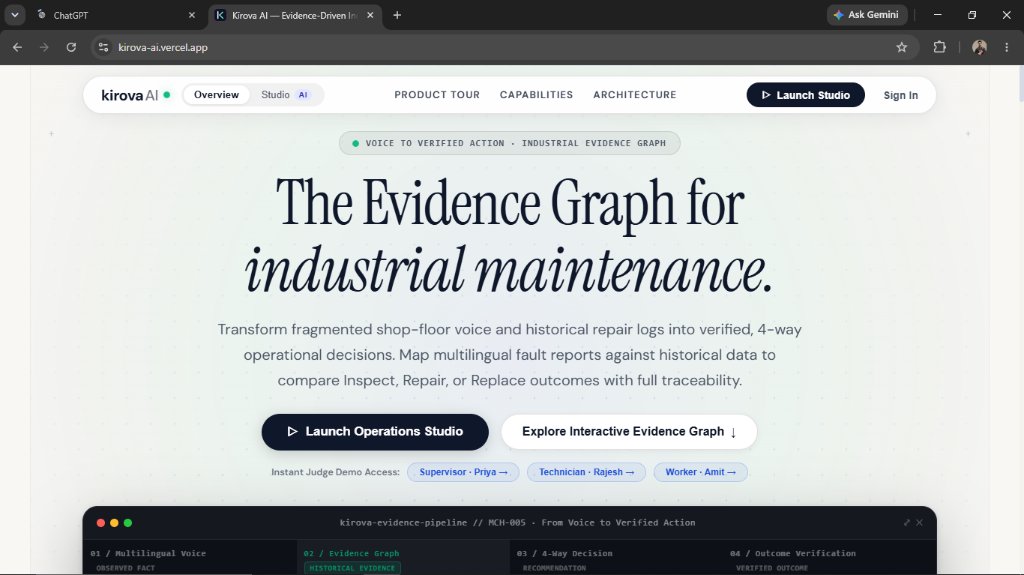 ChatGPT
Kirova AI — Evidence-Driven In
Ask Gemini
kirova-ai.vercel.app
kirova AI
Overview
Studio AI
PRODUCT TOUR
CAPABILITIES
ARCHITECTURE
Launch Studio
Sign In
VOICE TO VERIFIED ACTION · INDUSTRIAL EVIDENCE GRAPH
The Evidence Graph for
industrial maintenance.
Transform fragmented shop-floor voice and historical repair logs into verified, 4-way
operational decisions. Map multilingual fault reports against historical data to
compare Inspect, Repair, or Replace outcomes with full traceability.
Launch Operations Studio
Explore Interactive Evidence Graph ↓
Instant Judge Demo Access:
Supervisor · Priya →
Technician · Rajesh →
Worker · Amit →
kirova-evidence-pipeline // MCH-005 · From Voice to Verified Action
01 / Multilingual Voice
OBSERVED FACT
02 / Evidence Graph
HISTORICAL EVIDENCE
03 / 4-Way Decision
RECOMMENDATION
04 / Outcome Verification
VERIFIED OUTCOME